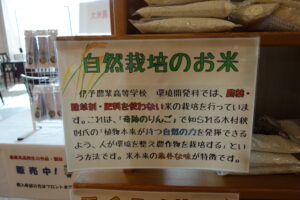 自然栽培のお米
伊予農業高等学校 環境開発科では、農薬・
除草剤・肥料を使わない米の栽培を行っていま
す。これは、「奇跡のりんご」で知られる木村秋
則氏の「植物本来が持つ自然の力を発揮できる
よう、人が環境を整え農作物を栽培する」とい
う方法です。米本来の素朴な味が特徴です。
販売中!